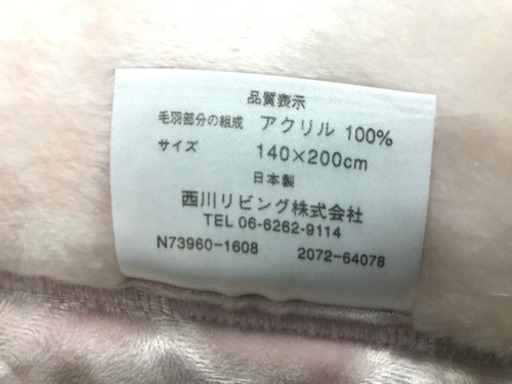 品質表示
毛羽部分の組成 アクリル 100%
サイズ 140×200cm
日本製
西川リビング株式会社
TEL 06-6262-9114
N73960-1608 2072-64078